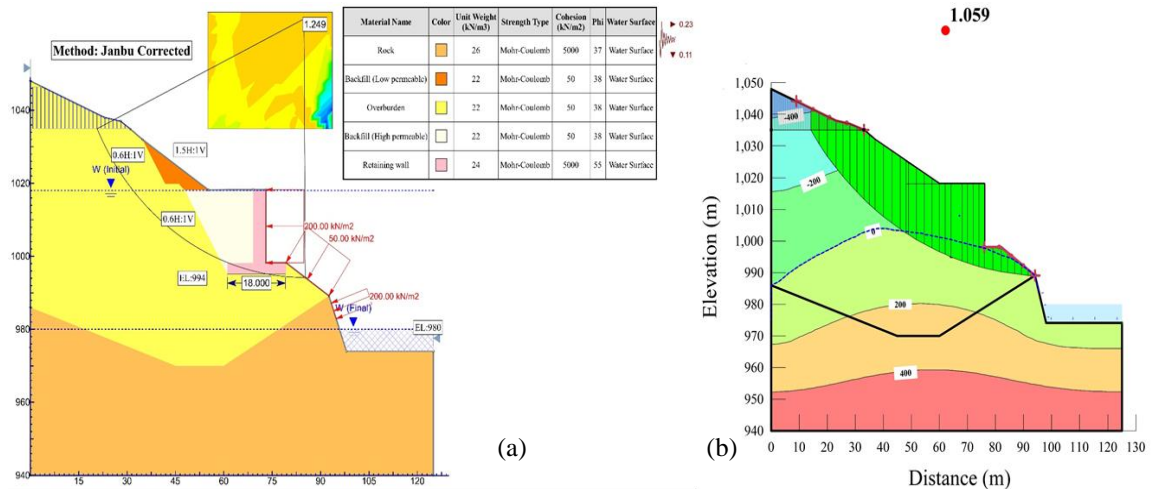 Method: Janbu Corrected
1.249
Material Name Color Unit Weight (kN/m3) Strength Type Cohesion (kN/m2) Phi Water Surface
Rock 26 Mohr-Coulomb 5000 37 Water Surface
Backfill (Low permeable) 22 Mohr-Coulomb 50 38 Water Surface
Overburden 22 Mohr-Coulomb 50 38 Water Surface
Backfill (High permeable) 22 Mohr-Coulomb 50 38 Water Surface
Retaining wall 24 Mohr-Coulomb 5000 55 Water Surface
0.23
0.11
1040
1020
1000
980
960
940
0.6H:1V
1.5H:1V
W (Initial)
0.6H:1V
200.00 kN/m2
50.00 kN/m2
EL:994
18.000
200.00 kN/m2
W (Final)
EL:980
0 15 30 45 60 75 90 105 120
(a)
1.059
Elevation (m)
1,050
1,040
1,030
1,020
1,010
1,000
990
980
970
960
950
940
-400
-200
0
200
400
0 10 20 30 40 50 60 70 80 90 100 110 120 130
Distance (m)
(b)